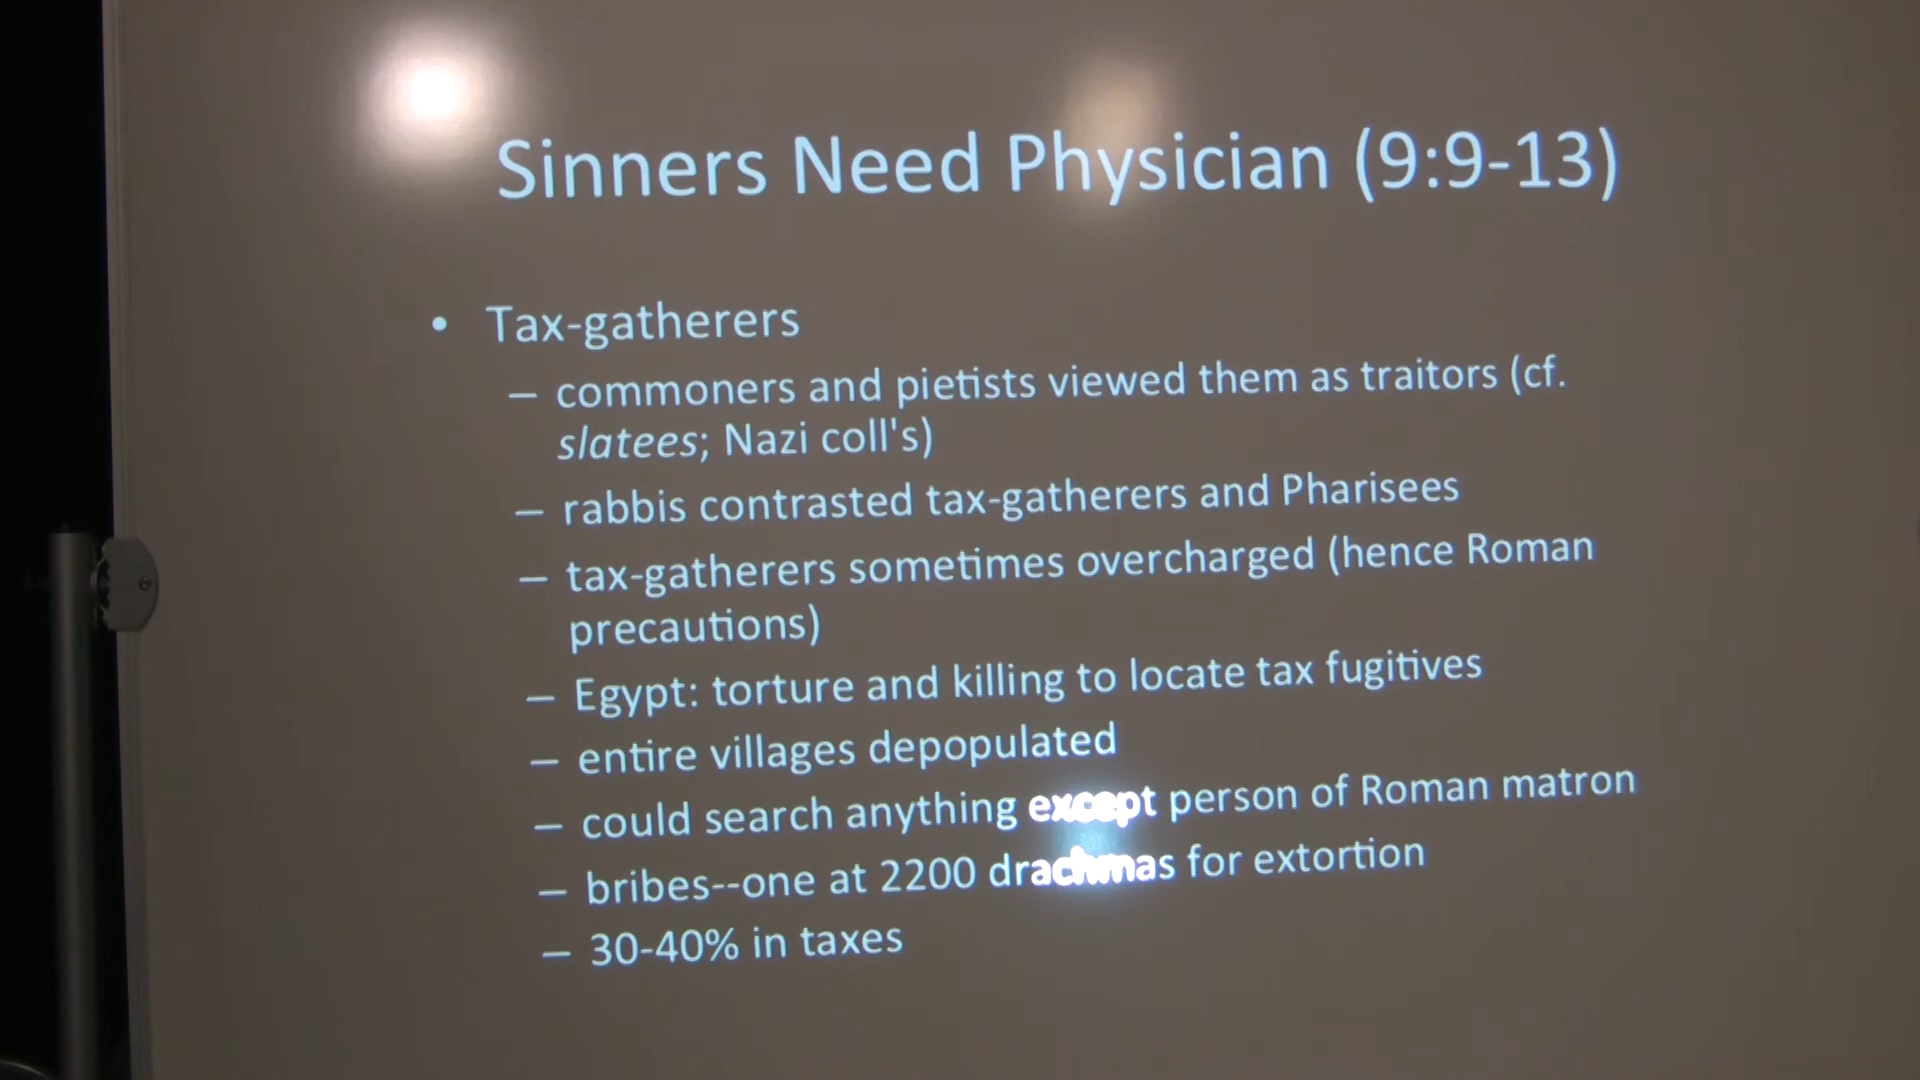 Sinners Need Physician (9:9-13)
• Tax-gatherers
– commoners and pietists viewed them as traitors (cf.
slatees; Nazi coll's)
– rabbis contrasted tax-gatherers and Pharisees
– tax-gatherers sometimes overcharged (hence Roman
precautions)
– Egypt: torture and killing to locate tax fugitives
– entire villages depopulated
– could search anything except person of Roman matron
– bribes--one at 2200 drachmas for extortion
– 30-40% in taxes